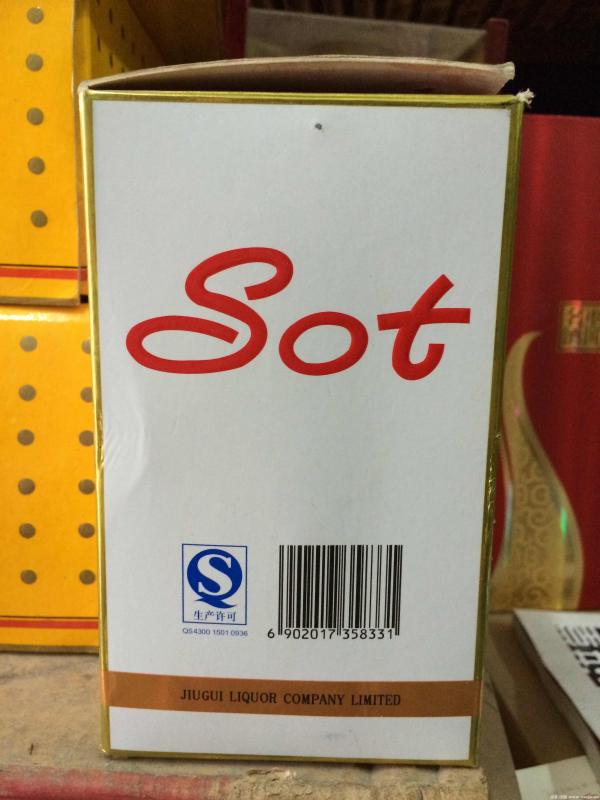 Sot
生产许可
QS4300 1501 0936
6 902017 358331
JIUGUI LIQUOR COMPANY LIMITED